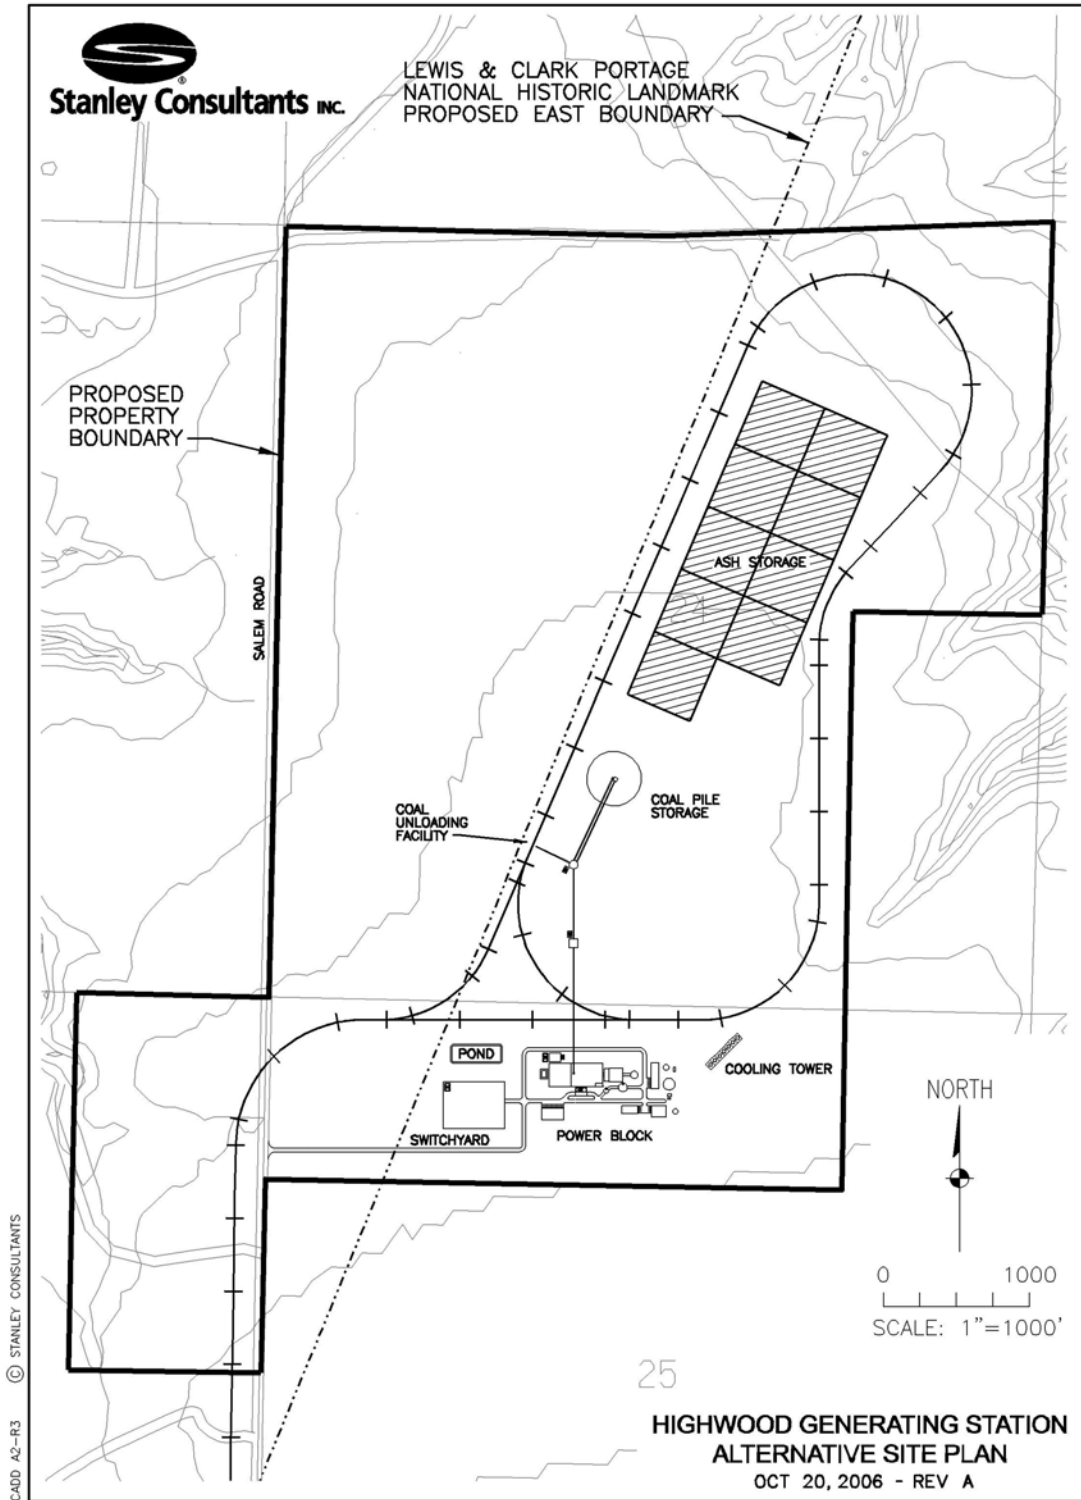 Stanley Consultants INC.
®
LEWIS & CLARK PORTAGE
NATIONAL HISTORIC LANDMARK
PROPOSED EAST BOUNDARY
PROPOSED
PROPERTY
BOUNDARY
SALEM ROAD
ASH STORAGE
24
COAL
UNLOADING
FACILITY
COAL PILE
STORAGE
POND
COOLING TOWER
SWITCHYARD
POWER BLOCK
NORTH
0 1000
SCALE: 1"=1000'
25
HIGHWOOD GENERATING STATION
ALTERNATIVE SITE PLAN
OCT 20, 2006 - REV A
CADD A2-R3 © STANLEY CONSULTANTS